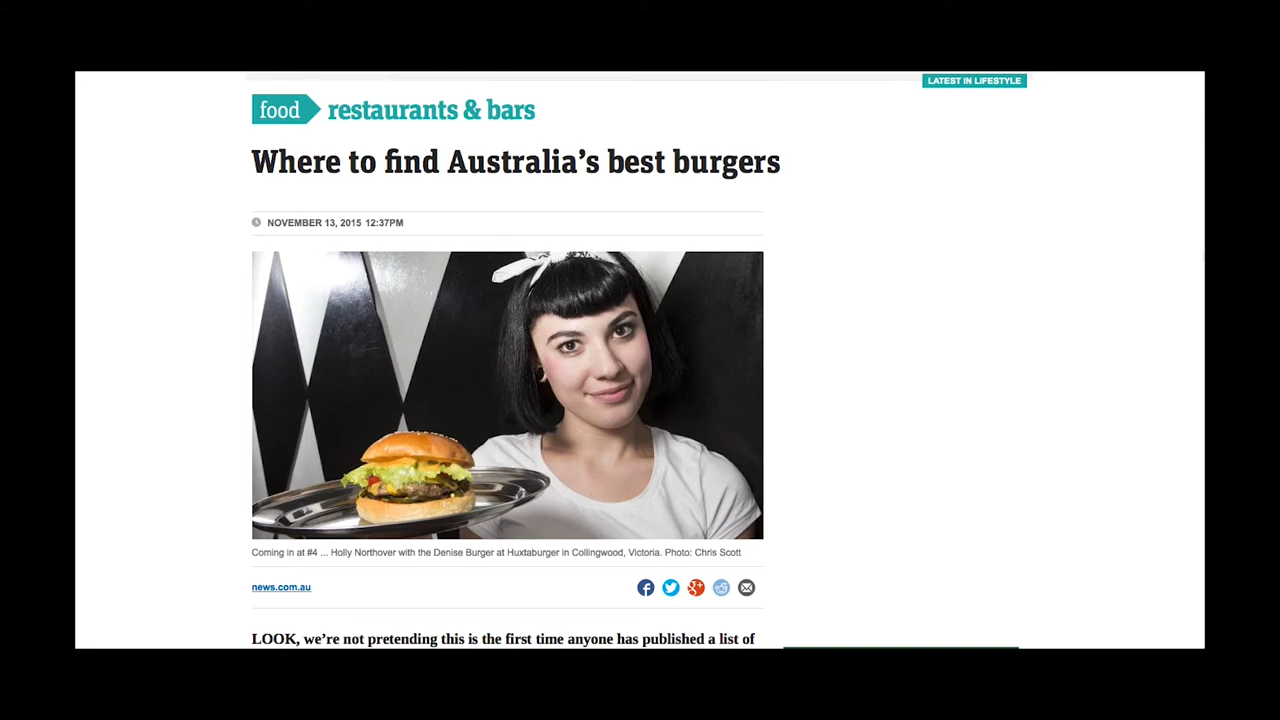 LATEST IN LIFESTYLE
food restaurants & bars
Where to find Australia's best burgers
NOVEMBER 13, 2015 12:37PM
Coming in at #4 ... Holly Northover with the Denise Burger at Huxtaburger in Collingwood, Victoria. Photo: Chris Scott
news.com.au
LOOK, we're not pretending this is the first time anyone has published a list of